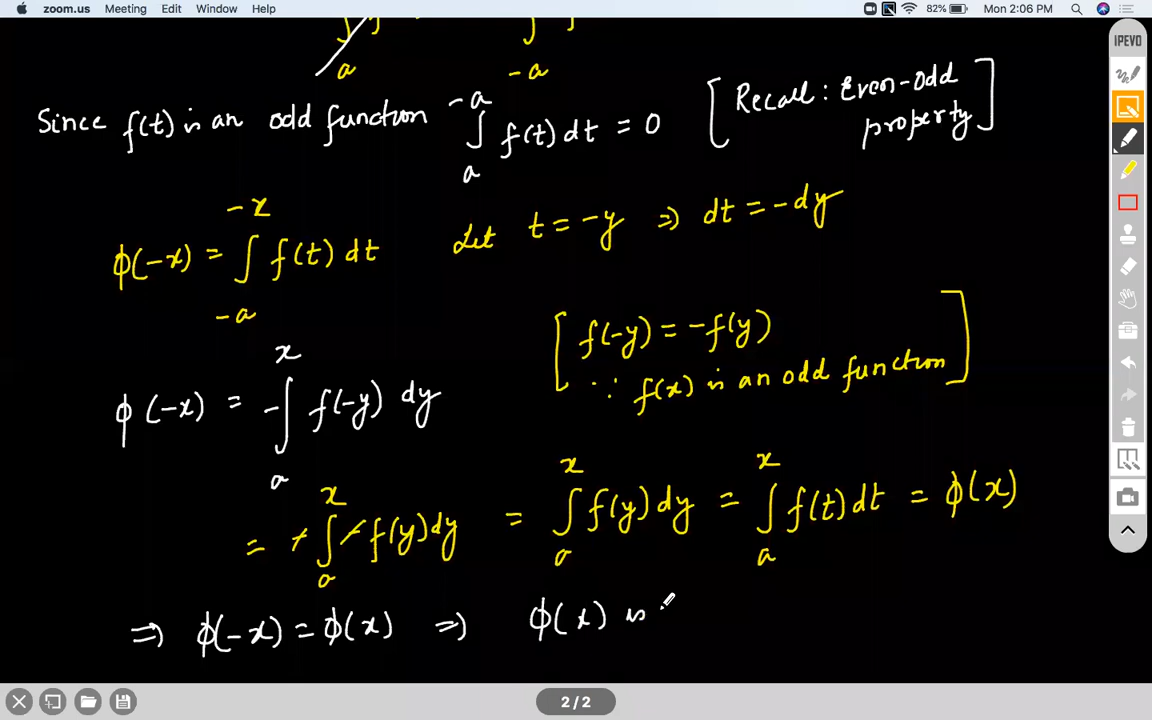 zoom.us Meeting Edit Window Help 82% Mon 2:06 PM
IPEVO
a -a
Since f(t) is an odd function ∫_a^{-a} f(t) dt = 0 [Recall: Even-odd property]
φ(-x) = ∫_{-a}^{-x} f(t) dt Let t = -y ⇒ dt = -dy
[f(-y) = -f(y)
∵ f(x) is an odd function]
φ(-x) = -∫_a^x f(-y) dy
= -∫_a^x -f(y) dy = ∫_a^x f(y) dy = ∫_a^x f(t) dt = φ(x)
⇒ φ(-x) = φ(x) ⇒ φ(x) is
2/2